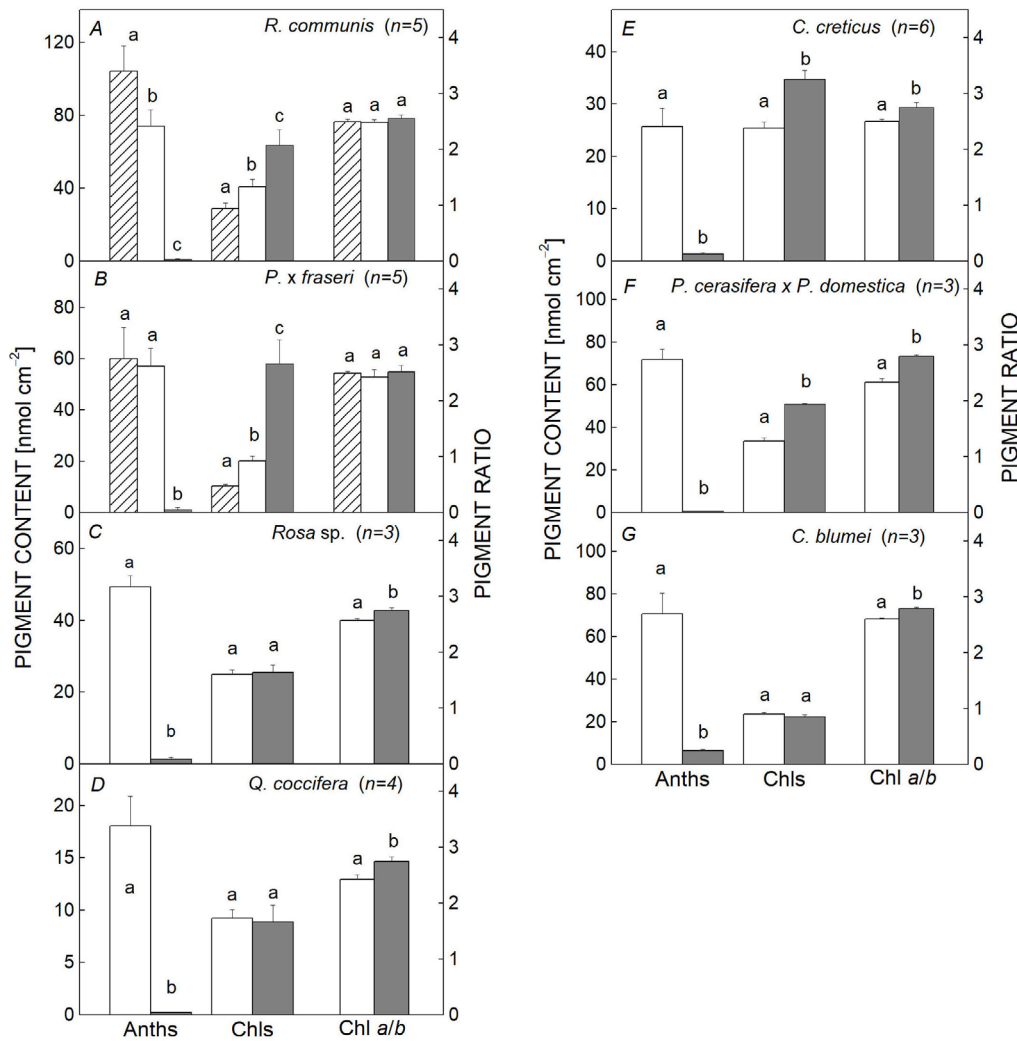 A R. communis (n=5)
120
80
40
0
a
b
c
a
b
c
a a a
4
3
2
1
0
B P. x fraseri (n=5)
80
60
40
20
0
a a
b
a
b
c
a a a
4
3
2
1
0
C Rosa sp. (n=3)
60
40
20
0
a
b
a a
a b
4
3
2
1
0
D Q. coccifera (n=4)
20
15
10
5
0
a
b
a a
a b
4
3
2
1
0
Anths Chls Chl a/b
PIGMENT CONTENT [nmol cm⁻²]
PIGMENT RATIO
E C. creticus (n=6)
40
30
20
10
0
a
b
a b
a b
4
3
2
1
0
F P. cerasifera x P. domestica (n=3)
100
80
60
40
20
0
a
b
a b
a b
4
3
2
1
0
G C. blumei (n=3)
100
80
60
40
20
0
a
b
a a
a b
4
3
2
1
0
Anths Chls Chl a/b
PIGMENT CONTENT [nmol cm⁻²]
PIGMENT RATIO